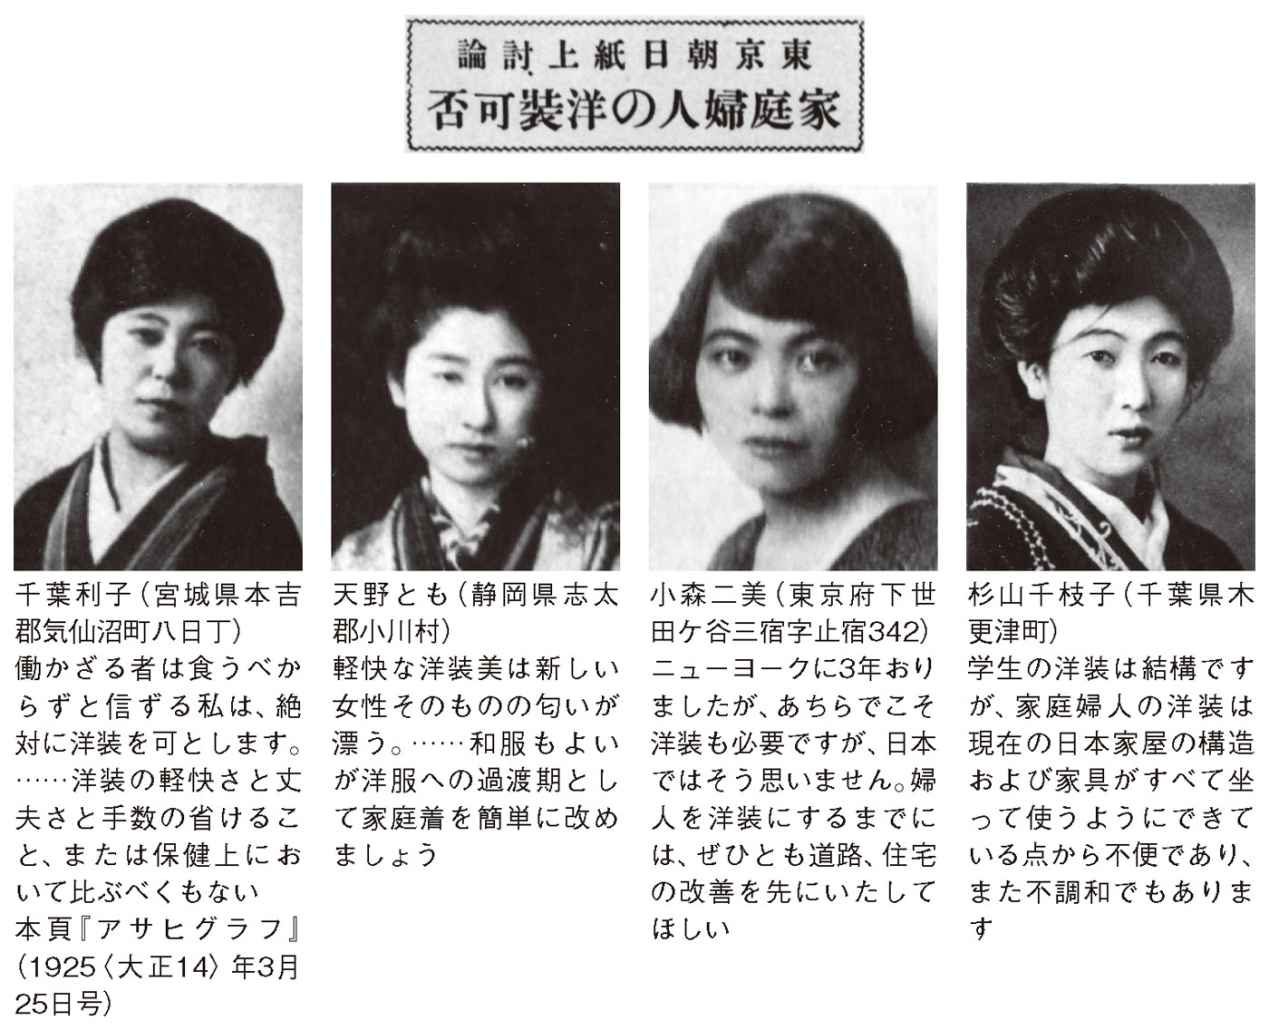 東京朝日紙上討論
家庭婦人の洋装可否
千葉利子（宮城県本吉
郡気仙沼町八日丁）
働かざる者は食うべか
らずと信ずる私は、絶
対に洋装を可とします。
……洋装の軽快さと丈
夫さと手数の省けるこ
と、または保健上にお
いて比ぶべくもない
本頁『アサヒグラフ』
（1925〈大正14〉年3月
25日号）
天野とも（静岡県志太
郡小川村）
軽快な洋装美は新しい
女性そのものの匂いが
漂う。……和服もよい
が洋服への過渡期とし
て家庭着を簡単に改め
ましょう
小森二美（東京府下世
田ケ谷三宿字止宿342）
ニューヨークに3年おり
ましたが、あちらでこそ
洋装も必要ですが、日本
ではそう思いません。婦
人を洋装にするまでに
は、ぜひとも道路、住宅
の改善を先にいたして
ほしい
杉山千枝子（千葉県木
更津町）
学生の洋装は結構です
が、家庭婦人の洋装は
現在の日本家屋の構造
および家具がすべて坐
って使うようにできて
いる点から不便であり、
また不調和でもありま
す